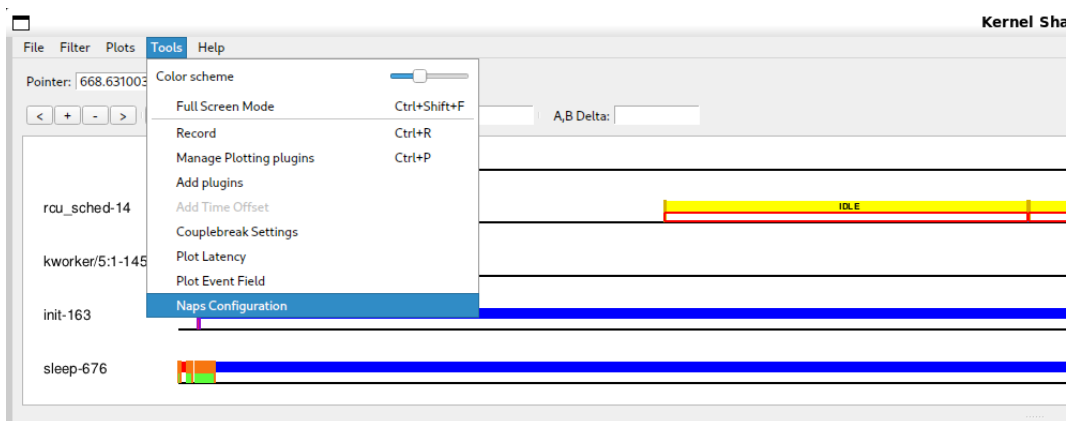 Kernel Sha
File Filter Plots Tools Help
Pointer: 668.631003
Color scheme
< + - >
A,B Delta:
Full Screen Mode Ctrl+Shift+F
Record Ctrl+R
Manage Plotting plugins Ctrl+P
Add plugins
Add Time Offset
Couplebreak Settings
Plot Latency
Plot Event Field
Naps Configuration
rcu_sched-14
IDLE
kworker/5:1-145
init-163
sleep-676